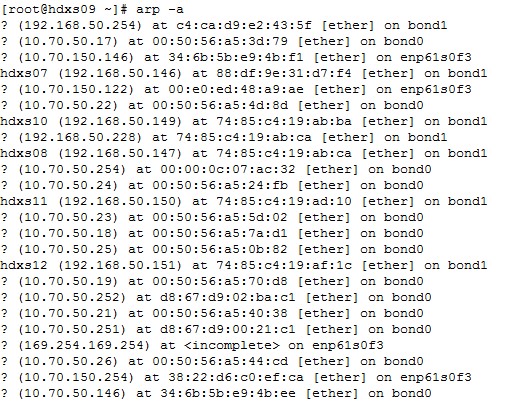 [root@hdxs09 ~]# arp -a
? (192.168.50.254) at c4:ca:d9:e2:43:5f [ether] on bond1
? (10.70.50.17) at 00:50:56:a5:3d:79 [ether] on bond0
? (10.70.150.146) at 34:6b:5b:e9:4b:f1 [ether] on enp61s0f3
hdxs07 (192.168.50.146) at 88:df:9e:31:d7:f4 [ether] on bond1
? (10.70.150.122) at 00:e0:ed:48:a9:ae [ether] on enp61s0f3
? (10.70.50.22) at 00:50:56:a5:4d:8d [ether] on bond0
hdxs10 (192.168.50.149) at 74:85:c4:19:ab:ba [ether] on bond1
? (192.168.50.228) at 74:85:c4:19:ab:ca [ether] on bond1
hdxs08 (192.168.50.147) at 74:85:c4:19:ab:ca [ether] on bond1
? (10.70.50.254) at 00:00:0c:07:ac:32 [ether] on bond0
? (10.70.50.24) at 00:50:56:a5:24:fb [ether] on bond0
hdxs11 (192.168.50.150) at 74:85:c4:19:ad:10 [ether] on bond1
? (10.70.50.23) at 00:50:56:a5:5d:02 [ether] on bond0
? (10.70.50.18) at 00:50:56:a5:7a:d1 [ether] on bond0
? (10.70.50.25) at 00:50:56:a5:0b:82 [ether] on bond0
hdxs12 (192.168.50.151) at 74:85:c4:19:af:1c [ether] on bond1
? (10.70.50.19) at 00:50:56:a5:70:d8 [ether] on bond0
? (10.70.50.252) at d8:67:d9:02:ba:c1 [ether] on bond0
? (10.70.50.21) at 00:50:56:a5:40:38 [ether] on bond0
? (10.70.50.251) at d8:67:d9:00:21:c1 [ether] on bond0
? (169.254.169.254) at <incomplete> on enp61s0f3
? (10.70.50.26) at 00:50:56:a5:44:cd [ether] on bond0
? (10.70.150.254) at 38:22:d6:c0:ef:ca [ether] on enp61s0f3
? (10.70.50.146) at 34:6b:5b:e9:4b:ee [ether] on bond0